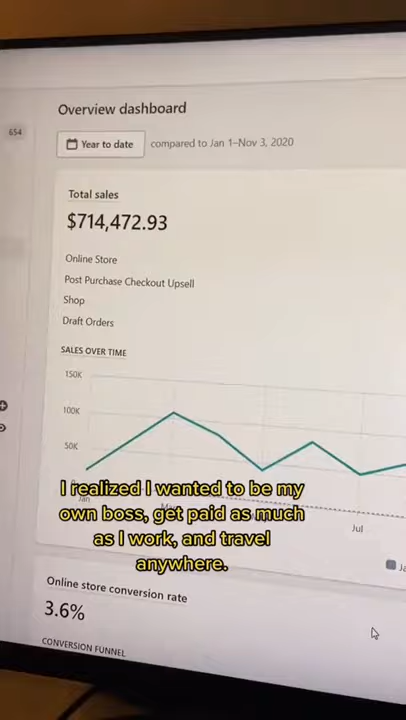 Overview dashboard
654
Year to date compared to Jan 1–Nov 3, 2020
Total sales
$714,472.93
Online Store
Post Purchase Checkout Upsell
Shop
Draft Orders
SALES OVER TIME
150K
100K
50K
0
Jan
Jul
I realized I wanted to be my
own boss, get paid as much
as I work, and travel
anywhere.
Ja
Online store conversion rate
3.6%
CONVERSION FUNNEL